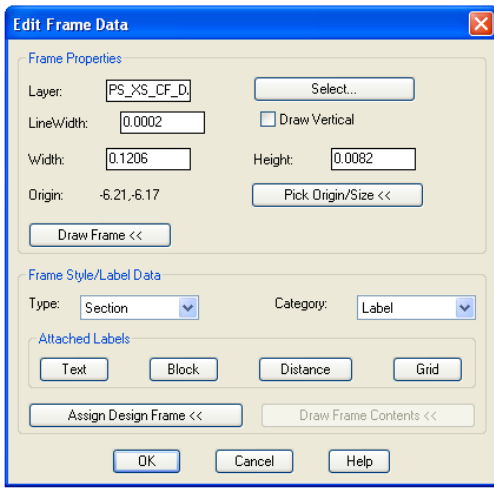 Edit Frame Data
Frame Properties
Layer: PS_XS_CF_D. Select...
LineWidth: 0.0002 Draw Vertical
Width: 0.1206 Height: 0.0082
Origin: -6.21,-6.17 Pick Origin/Size <<
Draw Frame <<
Frame Style/Label Data
Type: Section Category: Label
Attached Labels
Text Block Distance Grid
Assign Design Frame << Draw Frame Contents <<
OK Cancel Help